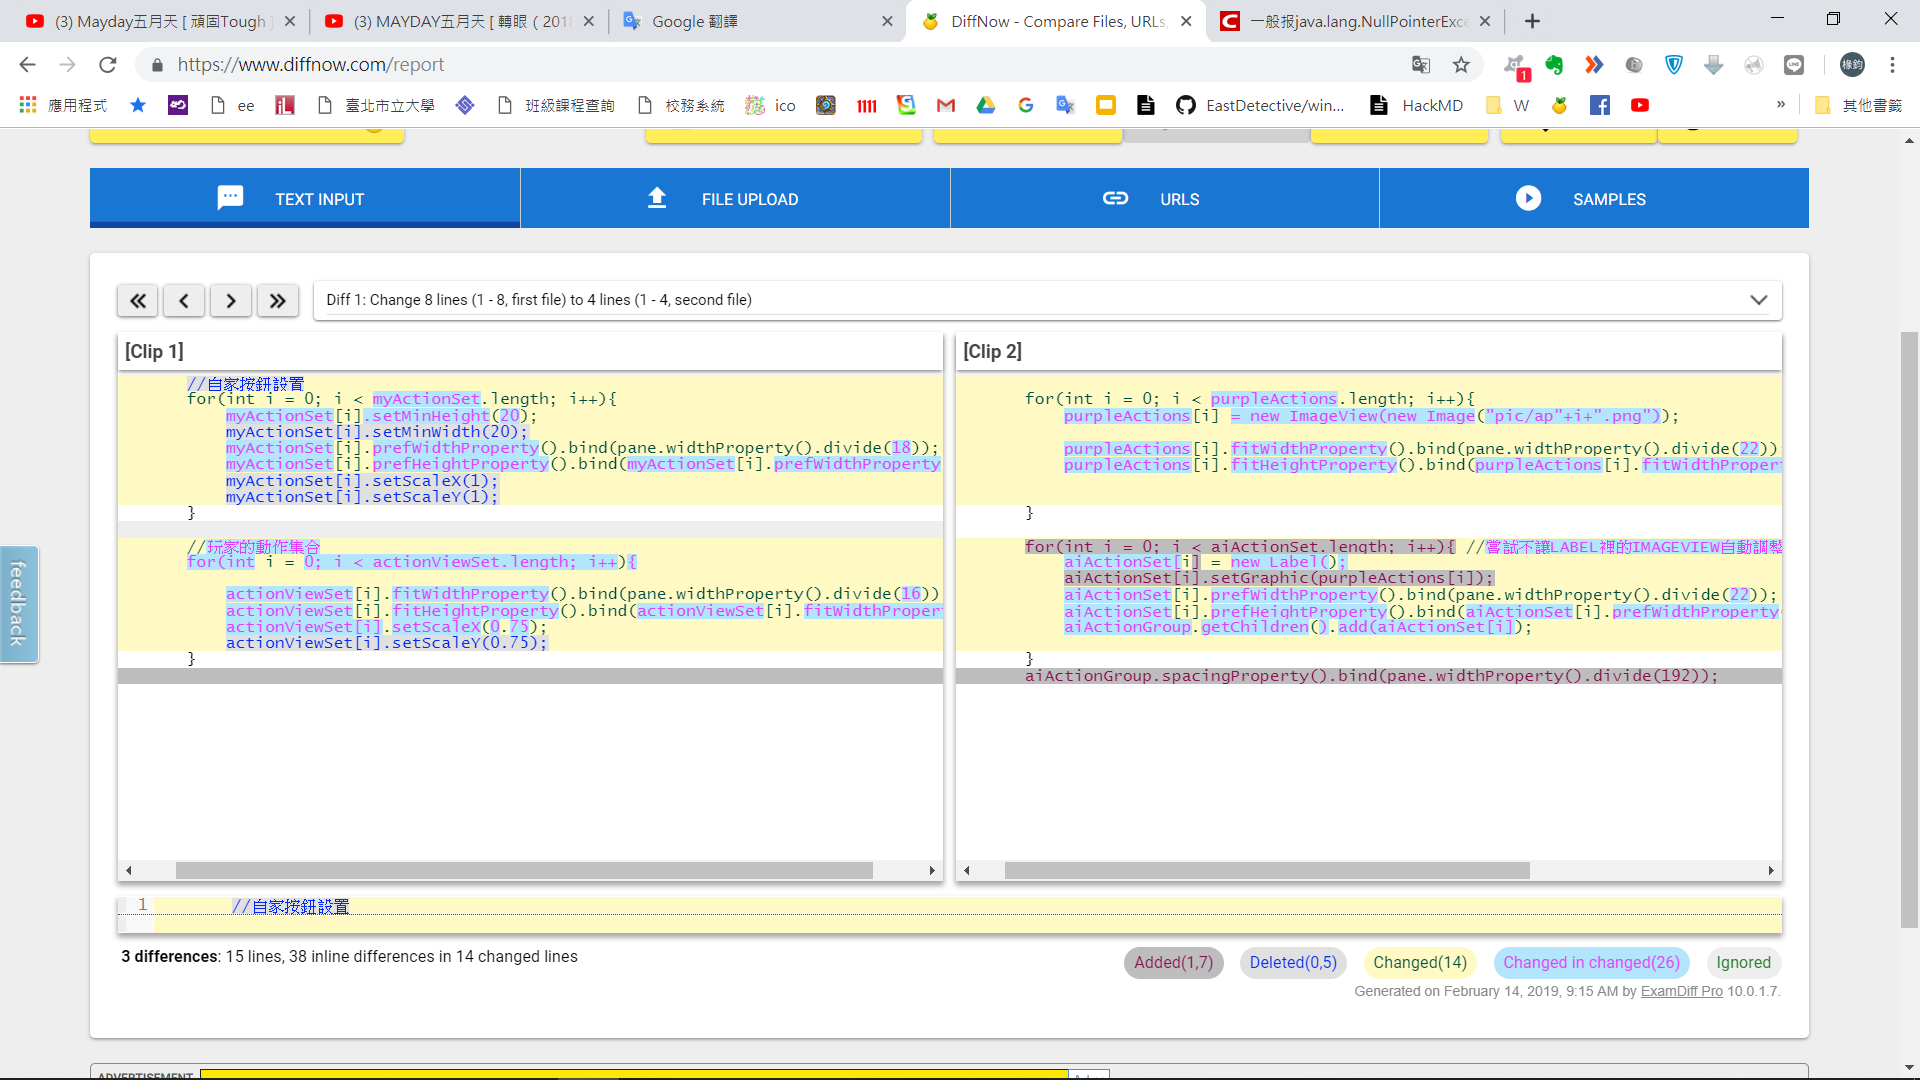 (3) Mayday五月天 [ 頑固Tough ]
(3) MAYDAY五月天 [ 轉眼 ( 2018
Google 翻譯
DiffNow - Compare Files, URLs,
一般报java.lang.NullPointerExce
https://www.diffnow.com/report
1
應用程式
ee
臺北市立大學
班級課程查詢
校務系統
ico
1111
EastDetective/win...
HackMD
W
»
其他書籤
TEXT INPUT
FILE UPLOAD
URLS
SAMPLES
Diff 1: Change 8 lines (1 - 8, first file) to 4 lines (1 - 4, second file)
[Clip 1]
//自家按鈕設置
for(int i = 0; i < myActionSet.length; i++){
myActionSet[i].setMinHeight(20);
myActionSet[i].setMinWidth(20);
myActionSet[i].prefWidthProperty().bind(pane.widthProperty().divide(18));
myActionSet[i].prefHeightProperty().bind(myActionSet[i].prefWidthProperty
myActionSet[i].setScaleX(1);
myActionSet[i].setScaleY(1);
}
//玩家的動作集合
for(int i = 0; i < actionViewSet.length; i++){
actionViewSet[i].fitWidthProperty().bind(pane.widthProperty().divide(16))
actionViewSet[i].fitHeightProperty().bind(actionViewSet[i].fitWidthProper
actionViewSet[i].setScaleX(0.75);
actionViewSet[i].setScaleY(0.75);
}
[Clip 2]
for(int i = 0; i < purpleActions.length; i++){
purpleActions[i] = new ImageView(new Image("pic/ap"+i+".png"));
purpleActions[i].fitWidthProperty().bind(pane.widthProperty().divide(22))
purpleActions[i].fitHeightProperty().bind(purpleActions[i].fitWidthProper
}
for(int i = 0; i < aiActionSet.length; i++){ //嘗試不讓LABEL裡的IMAGEVIEW自動調整
aiActionSet[i] = new Label();
aiActionSet[i].setGraphic(purpleActions[i]);
aiActionSet[i].prefWidthProperty().bind(pane.widthProperty().divide(22));
aiActionSet[i].prefHeightProperty().bind(aiActionSet[i].prefWidthProperty
aiActionGroup.getChildren().add(aiActionSet[i]);
}
aiActionGroup.spacingProperty().bind(pane.widthProperty().divide(192));
feedback
1 //自家按鈕設置
3 differences: 15 lines, 38 inline differences in 14 changed lines
Added(1,7)
Deleted(0,5)
Changed(14)
Changed in changed(26)
Ignored
Generated on February 14, 2019, 9:15 AM by ExamDiff Pro 10.0.1.7.
ADVERTISEMENT